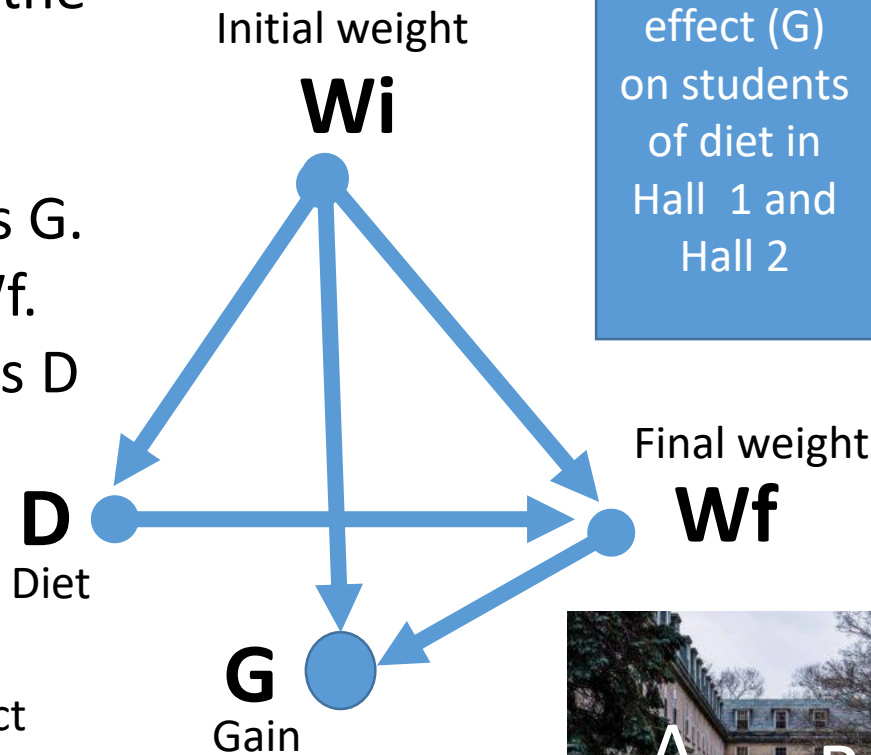 the
Initial weight
Wi
effect (G)
on students
of diet in
Hall 1 and
Hall 2
s G.
f.
s D
Final weight
Wf
D
Diet
G
Gain
ct
A